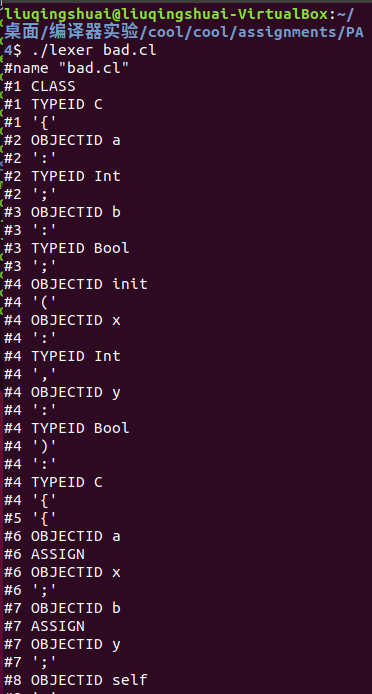 liuqingshuai@liuqingshuai-VirtualBox:~/
桌面/编译器实验/cool/cool/assignments/PA
4$ ./lexer bad.cl
#name "bad.cl"
#1 CLASS
#1 TYPEID C
#1 '{'
#2 OBJECTID a
#2 ':'
#2 TYPEID Int
#2 ';'
#3 OBJECTID b
#3 ':'
#3 TYPEID Bool
#3 ';'
#4 OBJECTID init
#4 '('
#4 OBJECTID x
#4 ':'
#4 TYPEID Int
#4 ','
#4 OBJECTID y
#4 ':'
#4 TYPEID Bool
#4 ')'
#4 ':'
#4 TYPEID C
#4 '{'
#5 '{'
#6 OBJECTID a
#6 ASSIGN
#6 OBJECTID x
#6 ';'
#7 OBJECTID b
#7 ASSIGN
#7 OBJECTID y
#7 ';'
#8 OBJECTID self